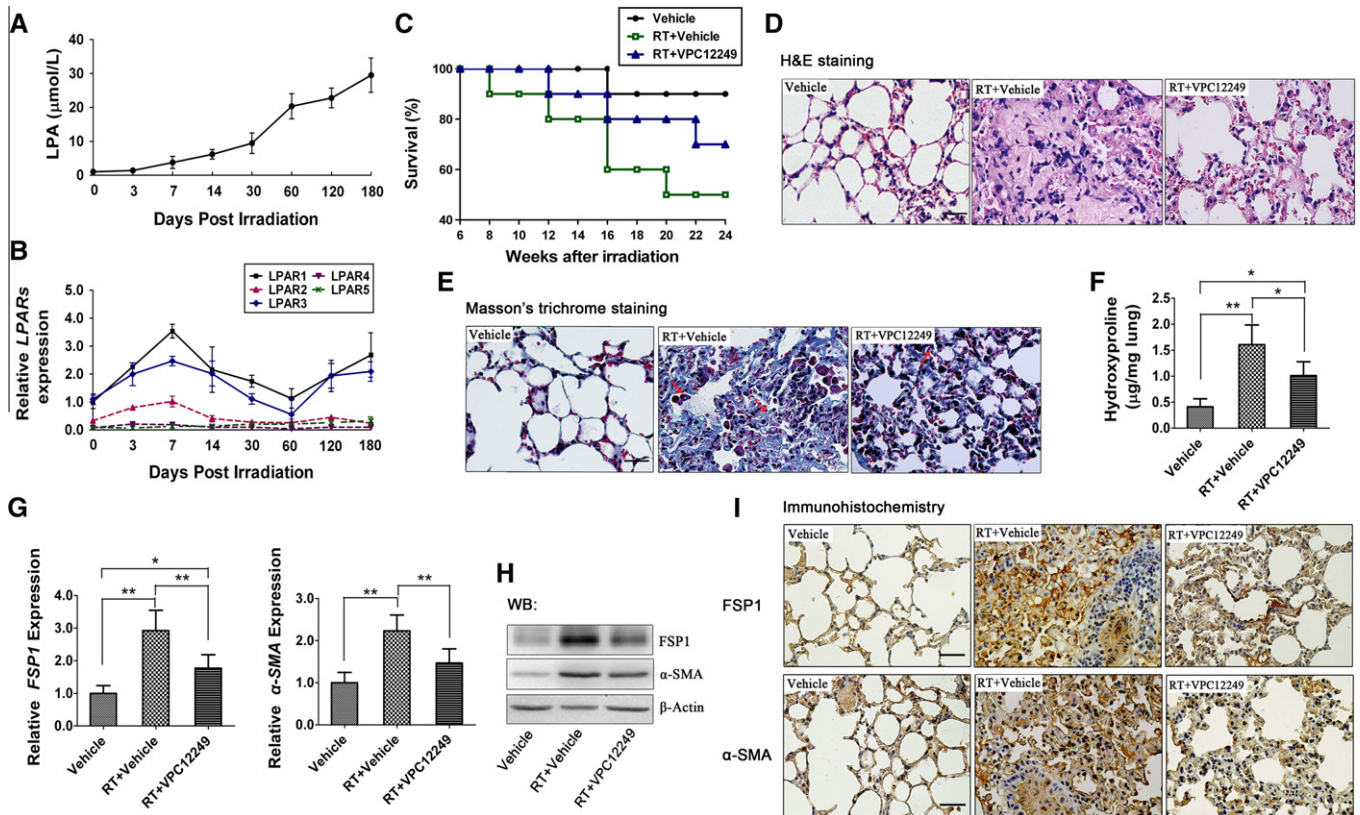 A
LPA (μmol/L)
40
30
20
10
0
0 3 7 14 30 60 120 180
Days Post Irradiation
B
Relative LPARs
expression
LPAR1 LPAR4
LPAR2 LPAR5
LPAR3
5.0
4.0
3.0
2.0
1.0
0.0
0 3 7 14 30 60 120 180
Days Post Irradiation
C
Vehicle
RT+Vehicle
RT+VPC12249
Survival (%)
100
80
60
40
6 8 10 12 14 16 18 20 22 24
Weeks after irradiation
D
H&E staining
Vehicle
RT+Vehicle
RT+VPC12249
E
Masson's trichrome staining
Vehicle
RT+Vehicle
RT+VPC12249
F
Hydroxyproline
(μg/mg lung)
2.5
2.0
1.5
1.0
0.5
0.0
*
**
*
Vehicle
RT+Vehicle
RT+VPC12249
G
Relative FSP1 Expression
4.0
3.0
2.0
1.0
0.0
*
**
**
Vehicle
RT+Vehicle
RT+VPC12249
Relative α-SMA Expression
4.0
3.0
2.0
1.0
0.0
**
**
Vehicle
RT+Vehicle
RT+VPC12249
H
WB:
FSP1
α-SMA
β-Actin
Vehicle
RT+Vehicle
RT+VPC12249
I
Immunohistochemistry
FSP1
Vehicle
RT+Vehicle
RT+VPC12249
α-SMA
Vehicle
RT+Vehicle
RT+VPC12249